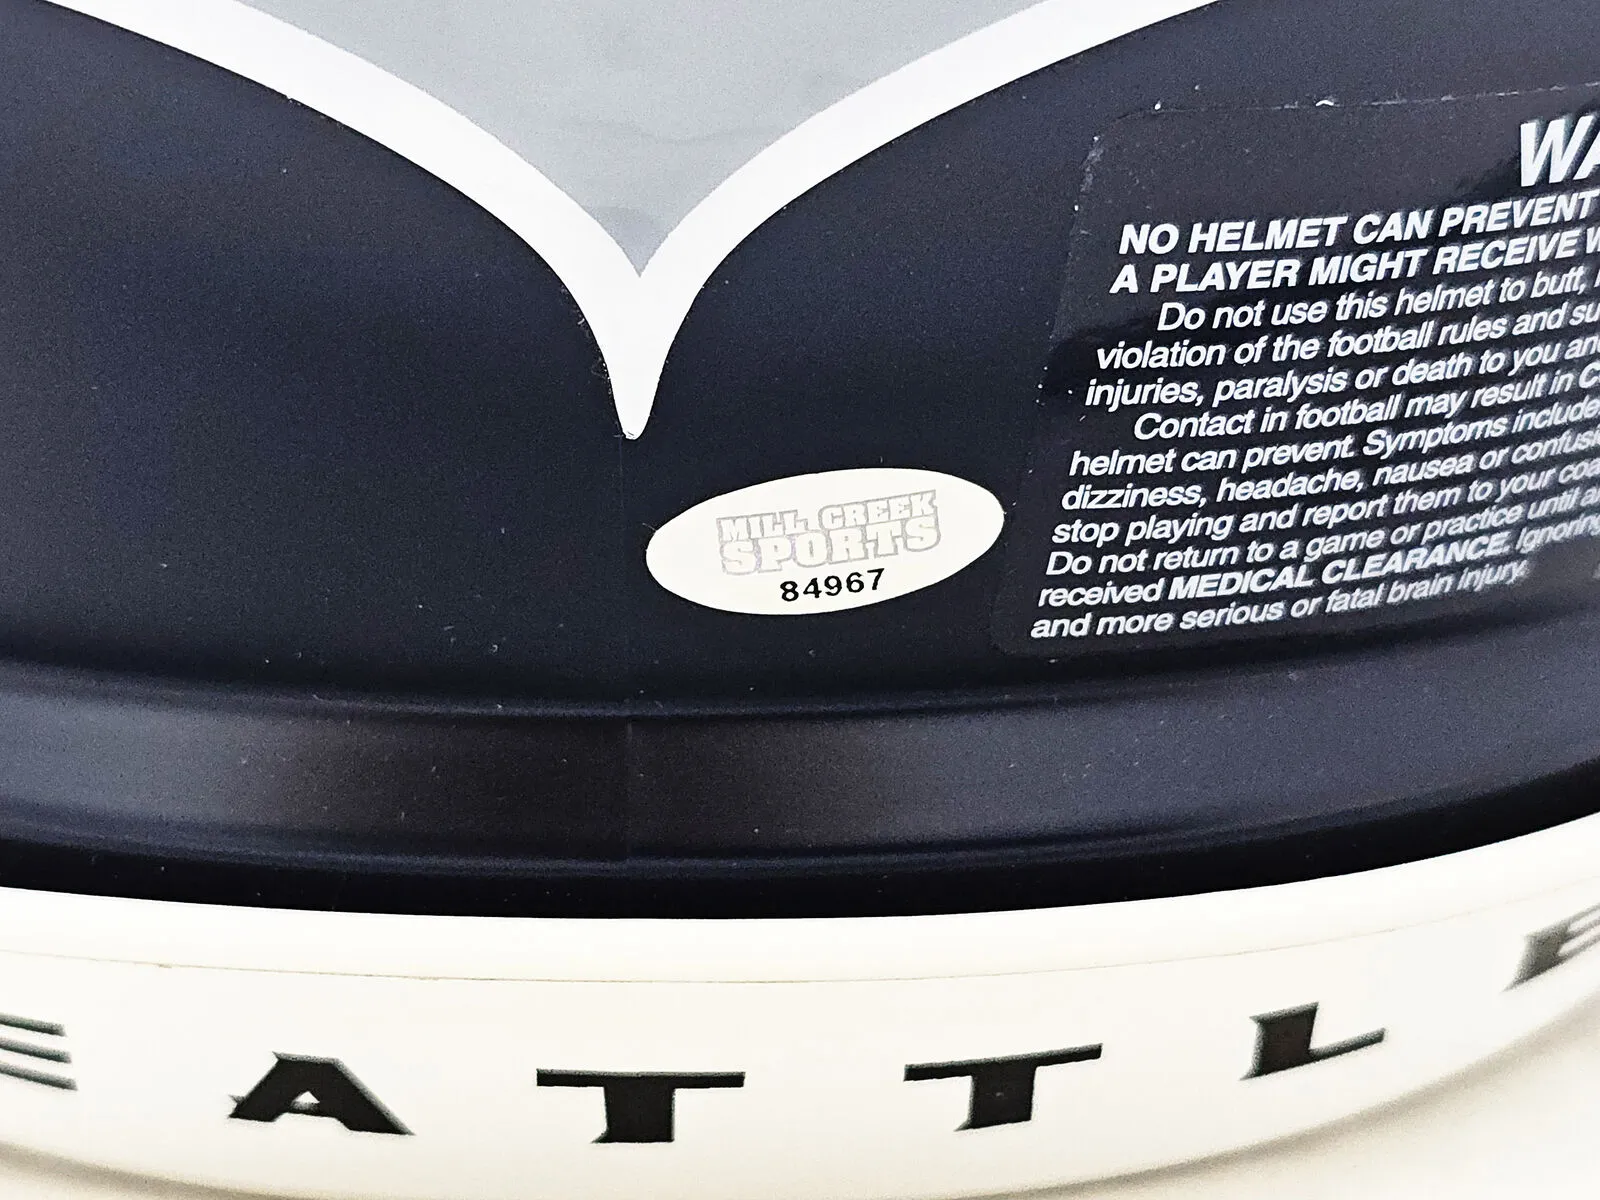 MILL CREEK
SPORTS
84967
NO HELMET CAN PREVENT
A PLAYER MIGHT RECEIVE
Do not use this helmet to butt,
violation of the football rules and
injuries, paralysis or death to you
Contact in football may result in
helmet can prevent. Symptoms include
dizziness, headache, nausea or
stop playing and report them to your
Do not return to a game or practice until
received MEDICAL CLEARANCE. Ignoring
and more serious or fatal brain injury.
EATTLE